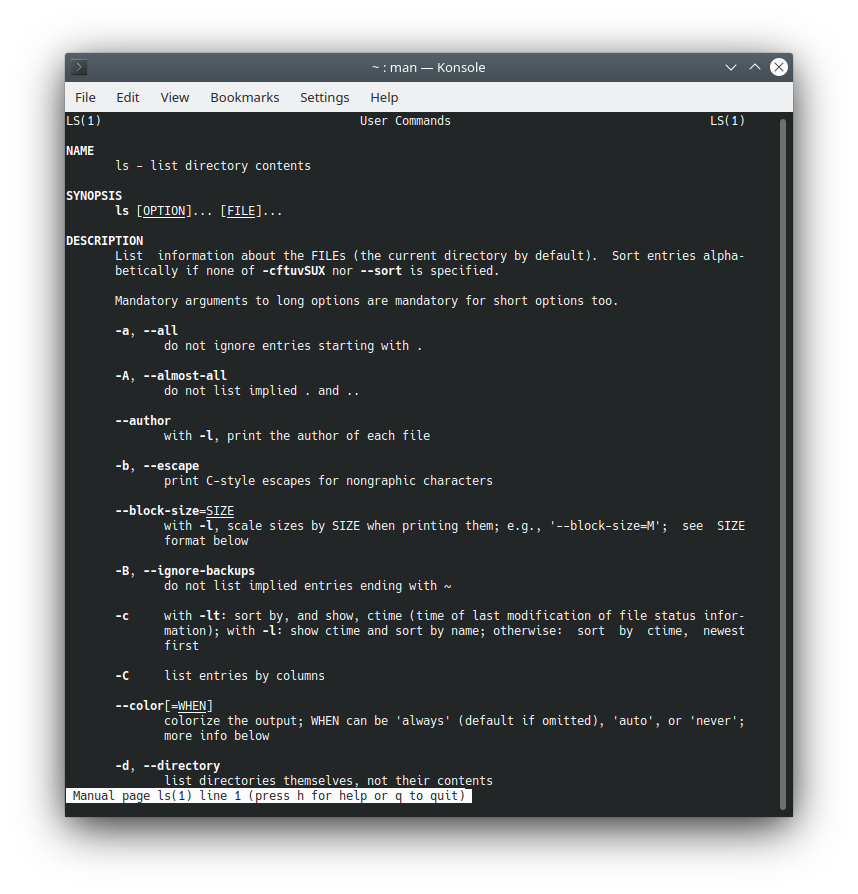 ~ : man — Konsole
File Edit View Bookmarks Settings Help
LS(1) User Commands LS(1)
NAME
ls - list directory contents
SYNOPSIS
ls [OPTION]... [FILE]...
DESCRIPTION
List  information about the FILEs (the current directory by default).  Sort entries alpha-
betically if none of -cftuvSUX nor --sort is specified.
Mandatory arguments to long options are mandatory for short options too.
-a, --all
do not ignore entries starting with .
-A, --almost-all
do not list implied . and ..
--author
with -l, print the author of each file
-b, --escape
print C-style escapes for nongraphic characters
--block-size=SIZE
with -l, scale sizes by SIZE when printing them; e.g., '--block-size=M';  see  SIZE
format below
-B, --ignore-backups
do not list implied entries ending with ~
-c with -lt: sort by, and show, ctime (time of last modification of file status infor-
mation); with -l: show ctime and sort by name; otherwise:  sort  by  ctime,  newest
first
-C list entries by columns
--color[=WHEN]
colorize the output; WHEN can be 'always' (default if omitted), 'auto', or 'never';
more info below
-d, --directory
list directories themselves, not their contents
Manual page ls(1) line 1 (press h for help or q to quit)